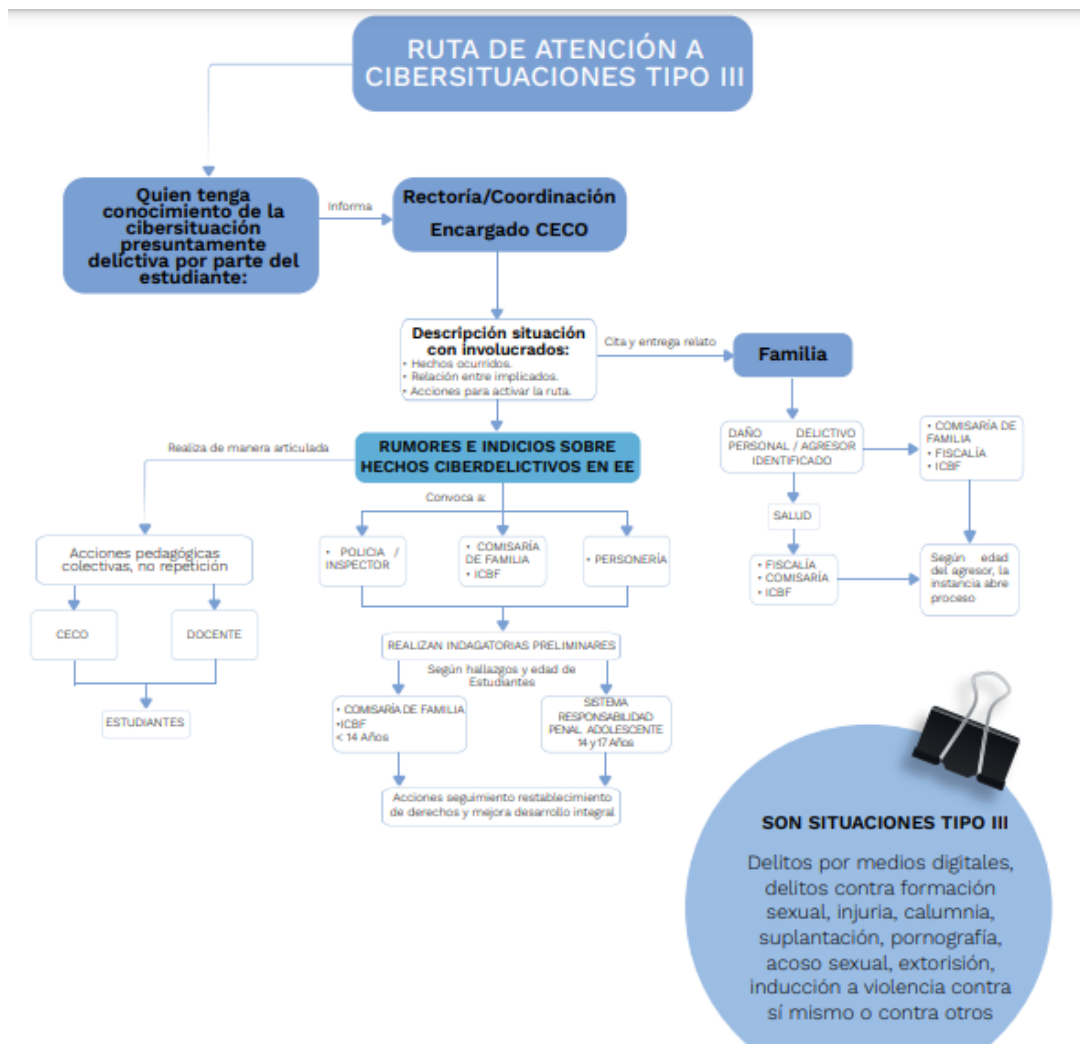 RUTA DE ATENCIÓN A
CIBERSITUACIONES TIPO III
Quien tenga
conocimiento de la
cibersituación
presuntamente
delictiva por parte del
estudiante:
Informa
Rectoría/Coordinación
Encargado CECO
Descripción situación
con involucrados:
• Hechos ocurridos.
• Relación entre implicados.
• Acciones para activar la ruta.
Cita y entrega relato
Familia
DAÑO DELICTIVO
PERSONAL / AGRESOR
IDENTIFICADO
• COMISARÍA DE
FAMILIA
• FISCALÍA
• ICBF
SALUD
• FISCALÍA
• COMISARÍA
• ICBF
Según edad
del agresor, la
instancia abre
proceso
Realiza de manera articulada
RUMORES E INDICIOS SOBRE
HECHOS CIBERDELICTIVOS EN EE
Convoca a:
Acciones pedagógicas
colectivas, no repetición
CECO
DOCENTE
ESTUDIANTES
• POLICIA /
INSPECTOR
• COMISARÍA
DE FAMILIA
• ICBF
• PERSONERÍA
REALIZAN INDAGATORIAS PRELIMINARES
Según hallazgos y edad de
Estudiantes
• COMISARÍA DE FAMILIA
•ICBF
< 14 Años
SISTEMA
RESPONSABILIDAD
PENAL ADOLESCENTE
14 y 17 Años
Acciones seguimiento restablecimiento
de derechos y mejora desarrollo integral
SON SITUACIONES TIPO III
Delitos por medios digitales,
delitos contra formación
sexual, injuria, calumnia,
suplantación, pornografía,
acoso sexual, extorisión,
inducción a violencia contra
sí mismo o contra otros